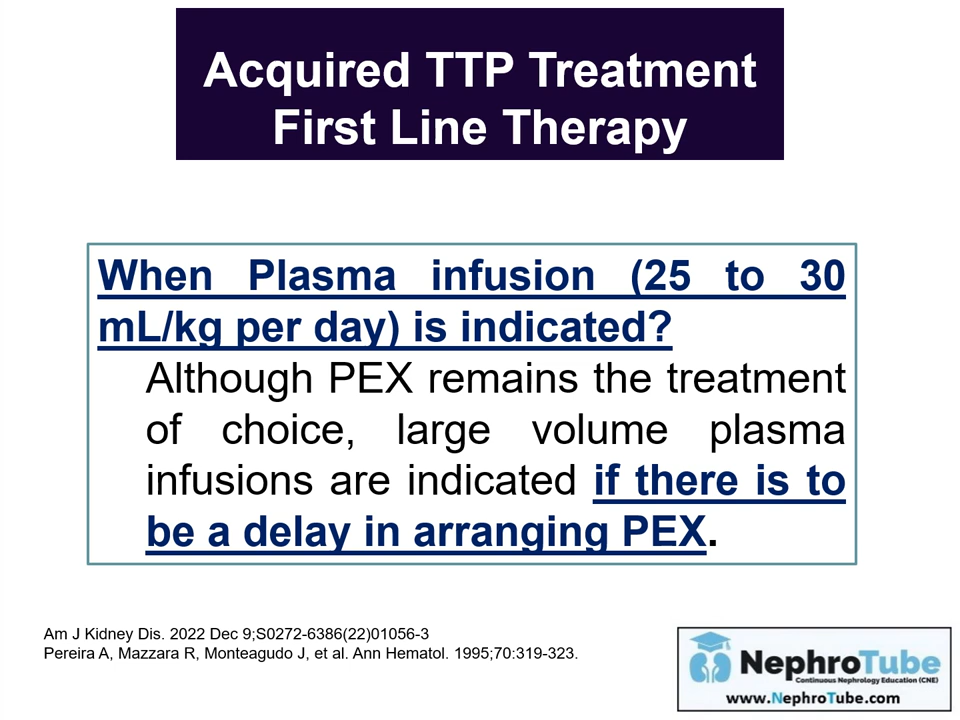 Acquired TTP Treatment
First Line Therapy
When Plasma infusion (25 to 30
mL/kg per day) is indicated?
Although PEX remains the treatment
of choice, large volume plasma
infusions are indicated if there is to
be a delay in arranging PEX.
Am J Kidney Dis. 2022 Dec 9;S0272-6386(22)01056-3
Pereira A, Mazzara R, Monteagudo J, et al. Ann Hematol. 1995;70:319-323.
NephroTube
Continuous Nephrology Education (CNE)
www.NephroTube.com